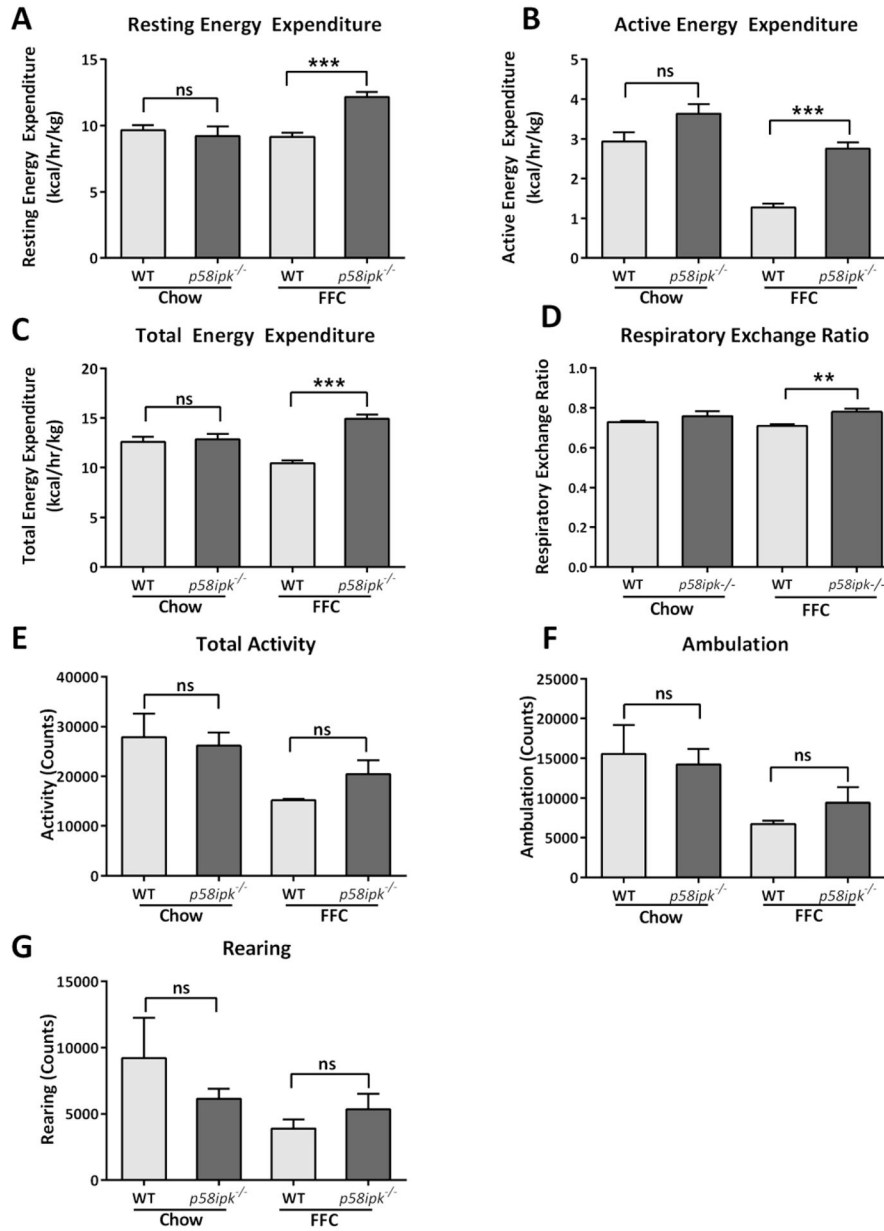 A
Resting Energy Expenditure
Resting Energy Expenditure
(kcal/hr/kg)
15
10
5
0
ns
***
WT
p58ipk-/-
WT
p58ipk-/-
Chow
FFC
B
Active Energy Expenditure
Active Energy Expenditure
(kcal/hr/kg)
5
4
3
2
1
0
ns
***
WT
p58ipk-/-
WT
p58ipk-/-
Chow
FFC
C
Total Energy Expenditure
Total Energy Expenditure
(kcal/hr/kg)
20
15
10
5
0
ns
***
WT
p58ipk-/-
WT
p58ipk-/-
Chow
FFC
D
Respiratory Exchange Ratio
Respiratory Exchange Ratio
1.0
0.8
0.6
0.4
0.2
0.0
**
WT
p58ipk-/-
WT
p58ipk-/-
Chow
FFC
E
Total Activity
Activity (Counts)
40000
30000
20000
10000
0
ns
ns
WT
p58ipk-/-
WT
p58ipk-/-
Chow
FFC
F
Ambulation
Ambulation (Counts)
25000
20000
15000
10000
5000
0
ns
ns
WT
p58ipk-/-
WT
p58ipk-/-
Chow
FFC
G
Rearing
Rearing (Counts)
15000
10000
5000
0
ns
ns
WT
p58ipk-/-
WT
p58ipk-/-
Chow
FFC